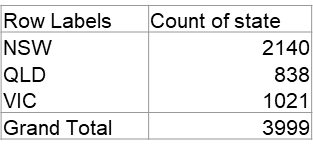 Row Labels Count of state
NSW 2140
QLD 838
VIC 1021
Grand Total 3999